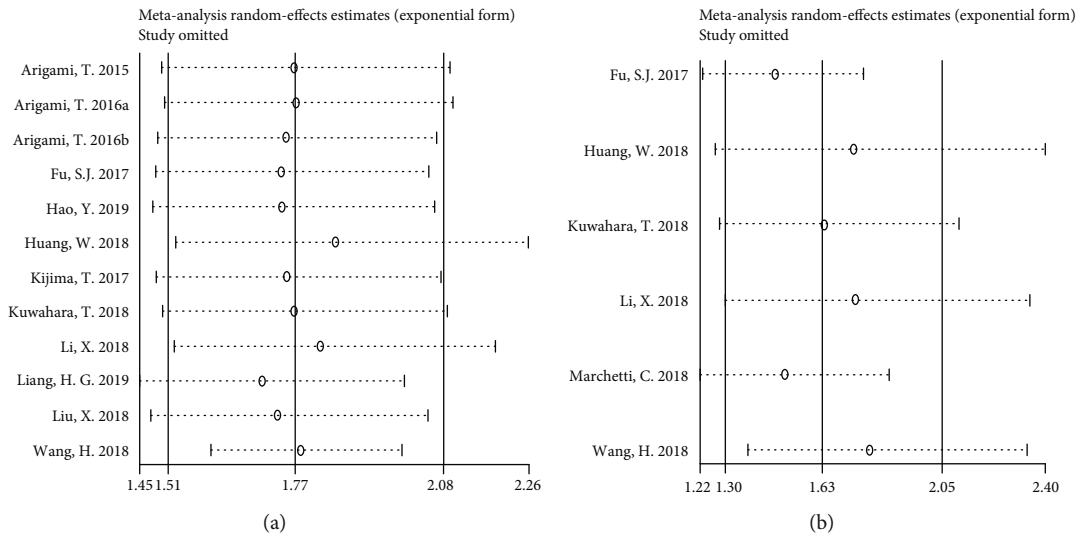 Meta-analysis random-effects estimates (exponential form)
Study omitted
Arigami, T. 2015
Arigami, T. 2016a
Arigami, T. 2016b
Fu, S.J. 2017
Hao, Y. 2019
Huang, W. 2018
Kijima, T. 2017
Kuwahara, T. 2018
Li, X. 2018
Liang, H. G. 2019
Liu, X. 2018
Wang, H. 2018
1.45 1.51 1.77 2.08 2.26
(a)
Meta-analysis random-effects estimates (exponential form)
Study omitted
Fu, S.J. 2017
Huang, W. 2018
Kuwahara, T. 2018
Li, X. 2018
Marchetti, C. 2018
Wang, H. 2018
1.22 1.30 1.63 2.05 2.40
(b)